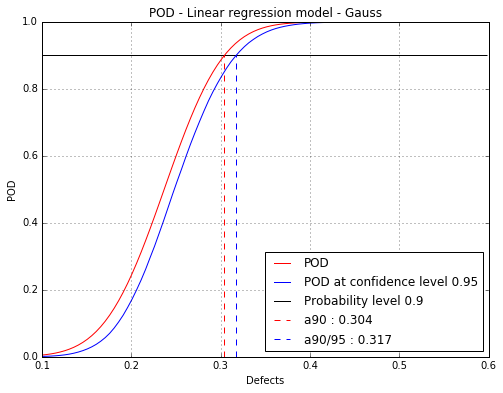 POD - Linear regression model - Gauss
1.0
0.8
0.6
0.4
0.2
0.0
POD
POD
POD at confidence level 0.95
Probability level 0.9
a90 : 0.304
a90/95 : 0.317
0.1 0.2 0.3 0.4 0.5 0.6
Defects